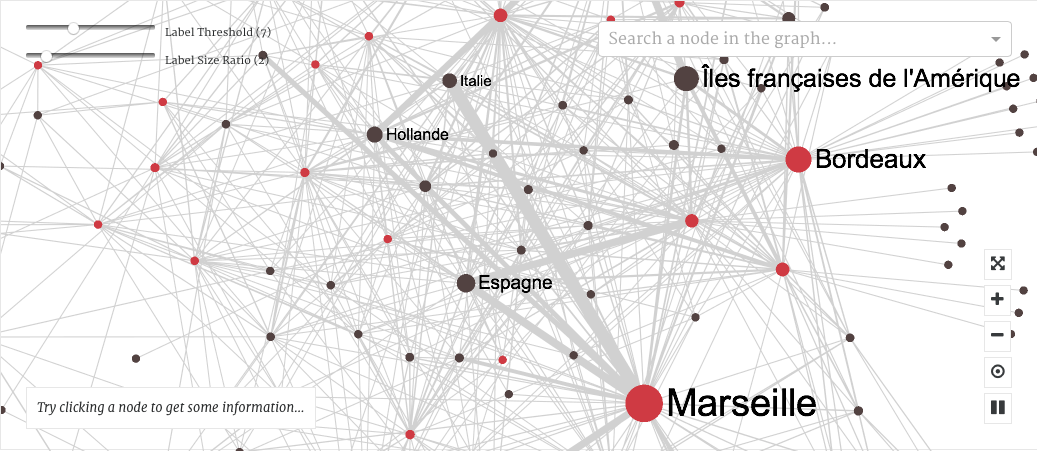 Label Threshold (7)
Label Size Ratio (2)
Search a node in the graph...
Italie
Îles françaises de l'Amérique
Hollande
Bordeaux
Espagne
Marseille
Try clicking a node to get some information...